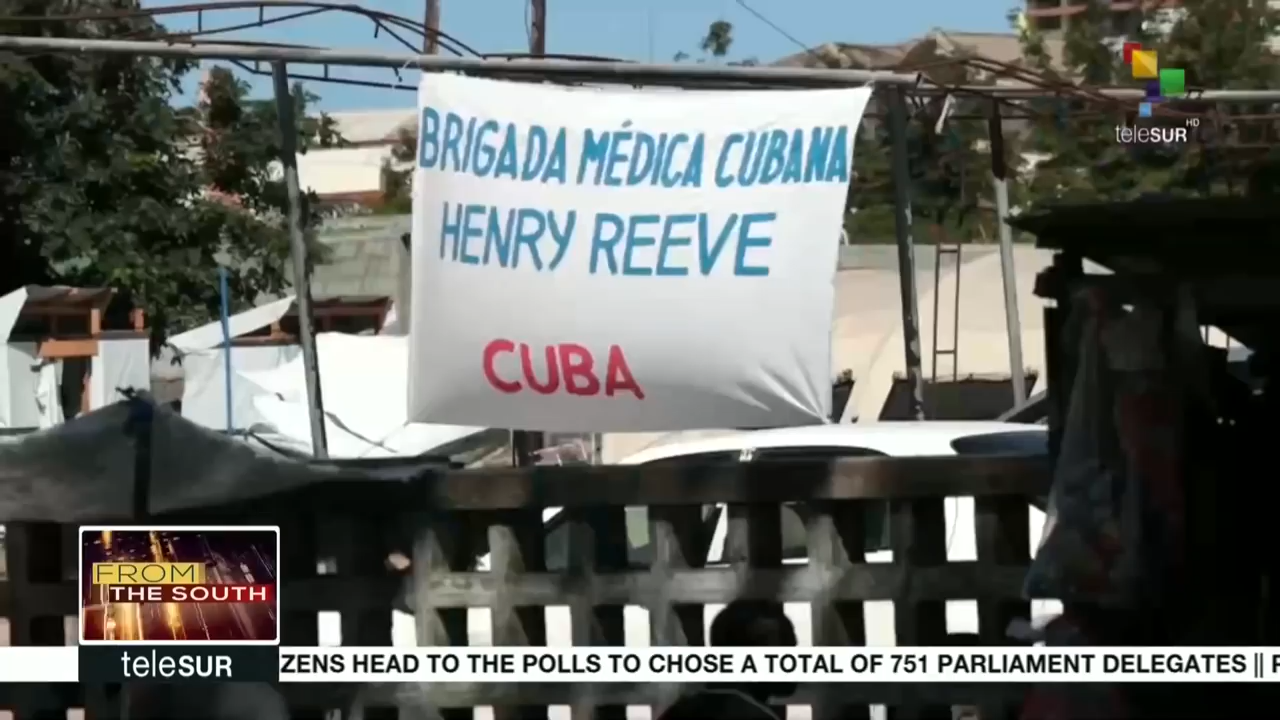 BRIGADA MÉDICA CUBANA
HENRY REEVE
CUBA
teleSUR HD
FROM
THE SOUTH
teleSUR
ZENS HEAD TO THE POLLS TO CHOSE A TOTAL OF 751 PARLIAMENT DELEGATES || F